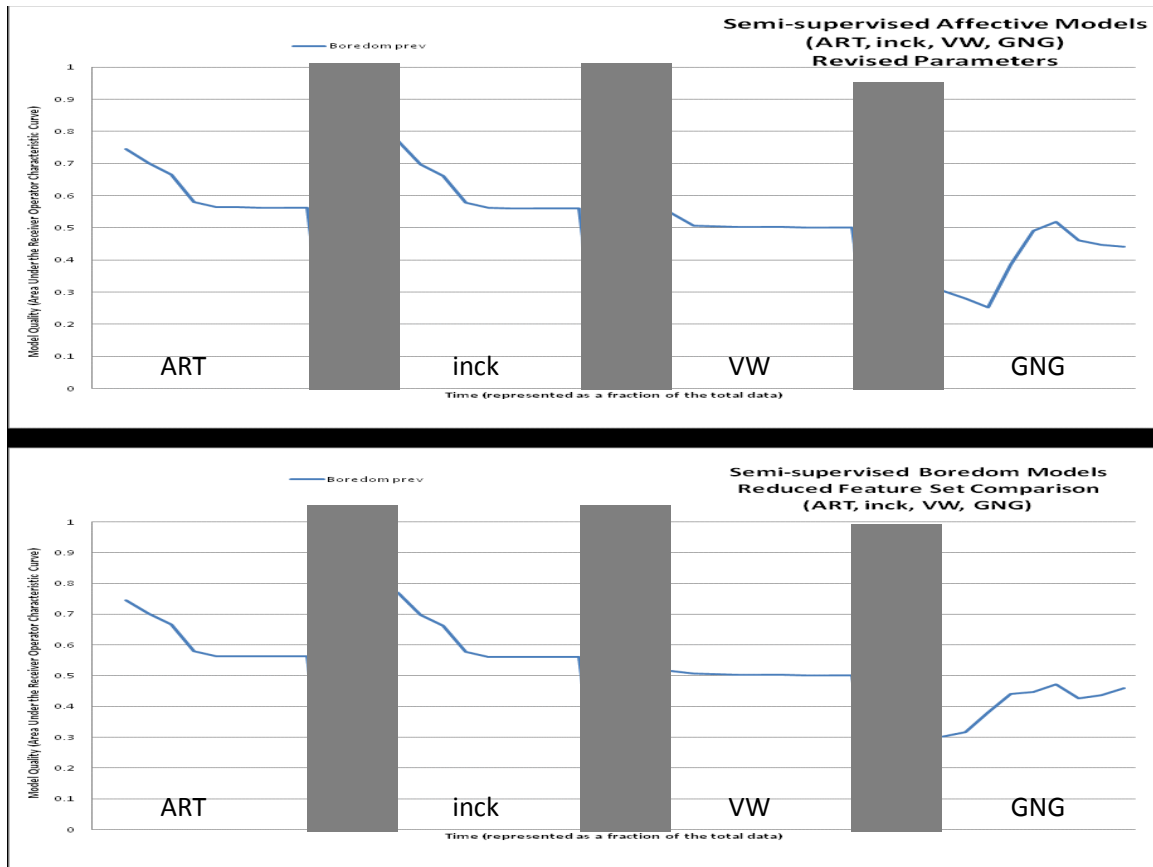 Semi-supervised Affective Models
(ART, inck, VW, GNG)
Revised Parameters
Boredom prev
Model Quality (Area Under the Receiver Operator Characteristic Curve)
1
0.9
0.8
0.7
0.6
0.5
0.4
0.3
0.2
0.1
0
ART
inck
VW
GNG
Time (represented as a fraction of the total data)
Semi-supervised Boredom Models
Reduced Feature Set Comparison
(ART, inck, VW, GNG)
Boredom prev
Model Quality (Area Under the Receiver Operator Characteristic Curve)
1
0.9
0.8
0.7
0.6
0.5
0.4
0.3
0.2
0.1
0
ART
inck
VW
GNG
Time (represented as a fraction of the total data)